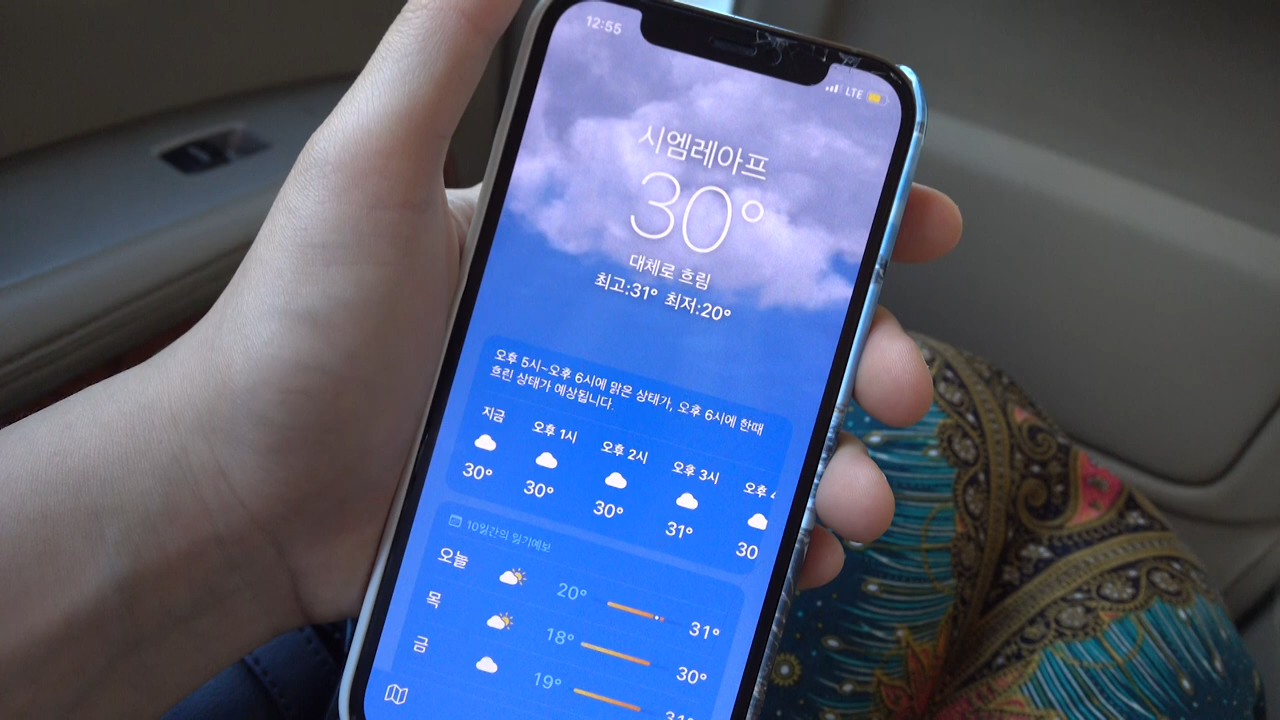 12:55
LTE
시엠레아프
30°
대체로 흐림
최고:31° 최저:20°
오후 5시~오후 6시에 맑은 상태가, 오후 6시에 한때
흐린 상태가 예상됩니다.
지금 오후 1시 오후 2시 오후 3시 오후
30° 30° 30° 31° 30
10일간의 일기예보
오늘 20° 31°
목 18° 30°
금 19° 31°